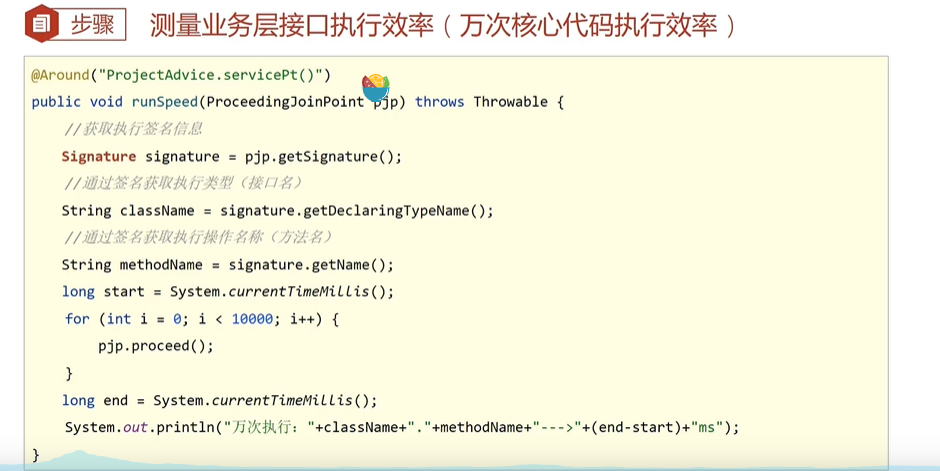 步骤 测量业务层接口执行效率（万次核心代码执行效率）
@Around("ProjectAdvice.servicePt()")
public void runSpeed(ProceedingJoinPoint pjp) throws Throwable {
//获取执行签名信息
Signature signature = pjp.getSignature();
//通过签名获取执行类型（接口名）
String className = signature.getDeclaringTypeName();
//通过签名获取执行操作名称（方法名）
String methodName = signature.getName();
long start = System.currentTimeMillis();
for (int i = 0; i < 10000; i++) {
pjp.proceed();
}
long end = System.currentTimeMillis();
System.out.println("万次执行："+className+"."+methodName+"--->"+(end-start)+"ms");
}